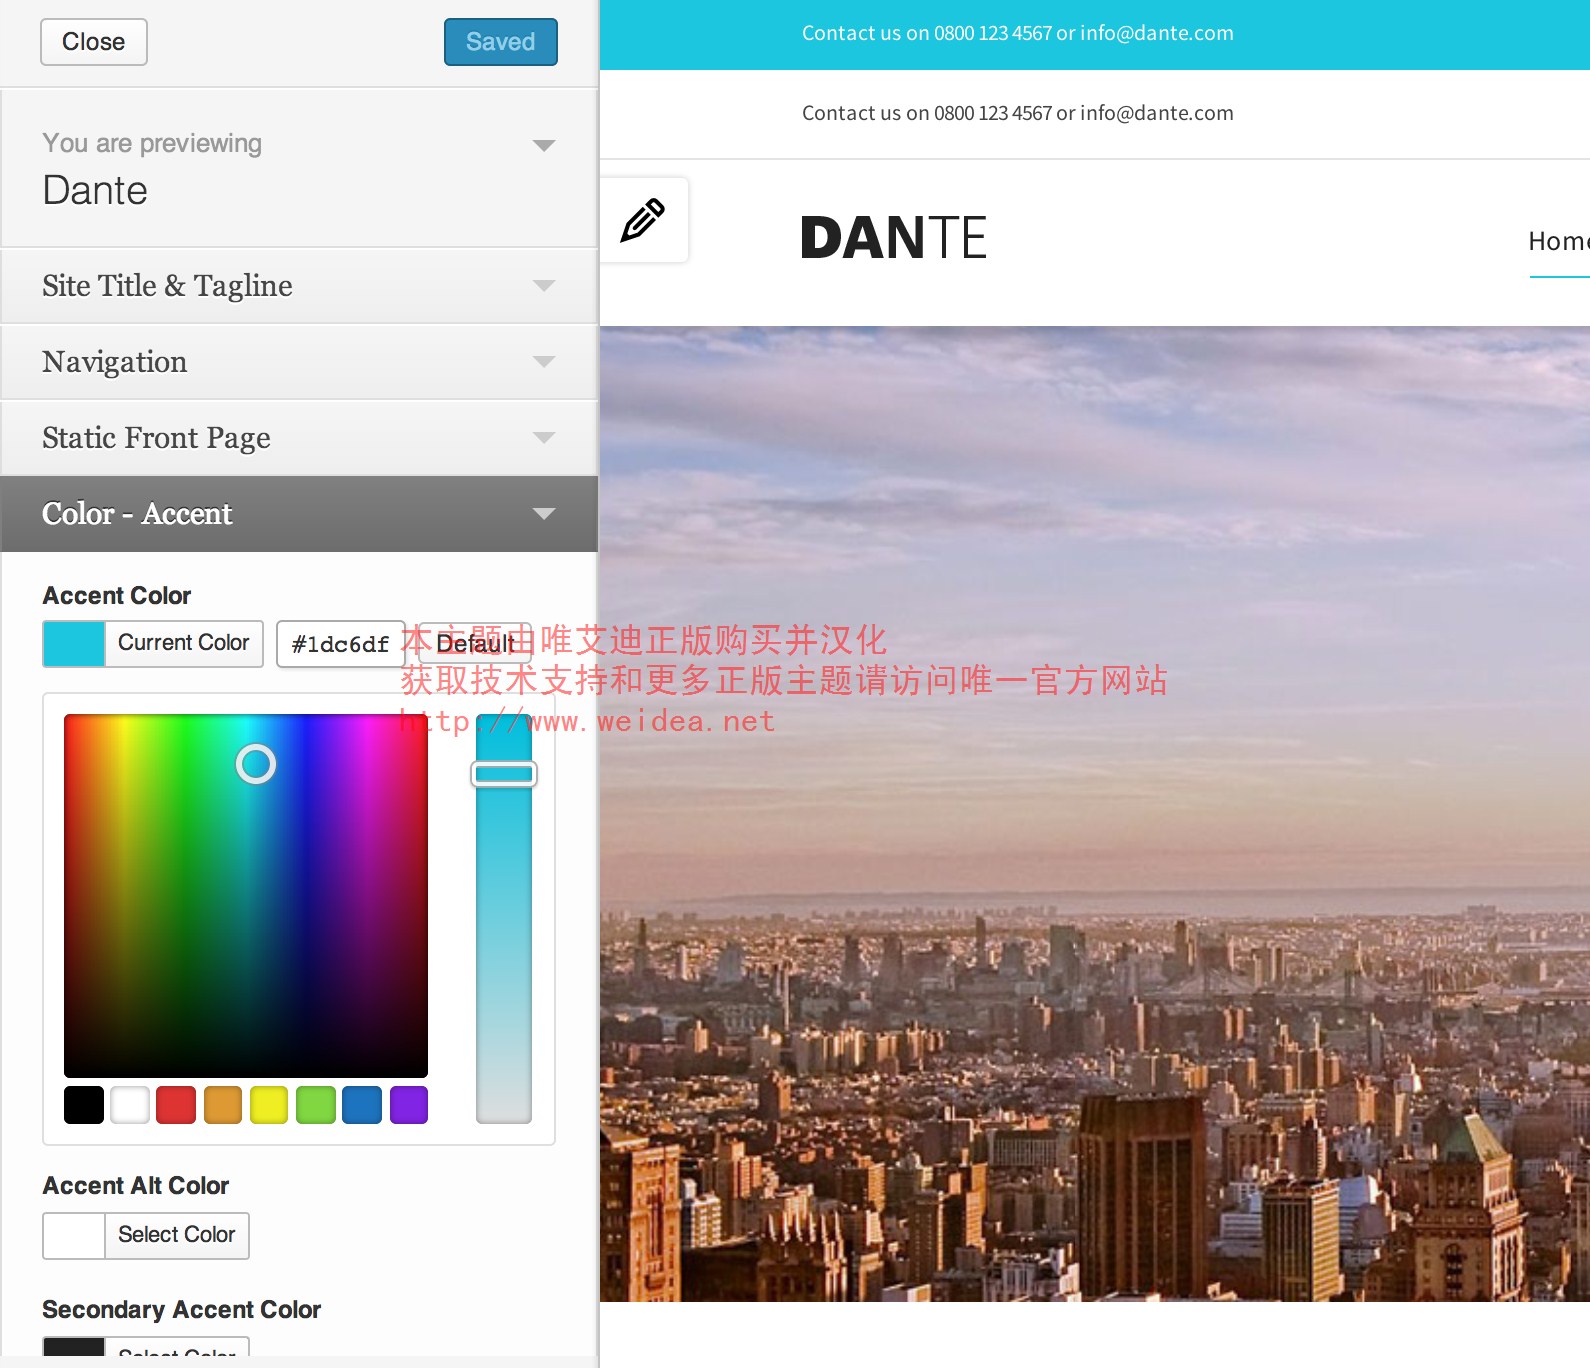 Close
Saved
You are previewing
Dante
Site Title & Tagline
Navigation
Static Front Page
Color - Accent
Accent Color
Current Color
#1dc6df
Default
Accent Alt Color
Select Color
Secondary Accent Color
Select Color
Contact us on 0800 123 4567 or info@dante.com
Contact us on 0800 123 4567 or info@dante.com
DANTE
Home
本主题由唯艾迪正版购买并汉化
获取技术支持和更多正版主题请访问唯一官方网站
http://www.weidea.net